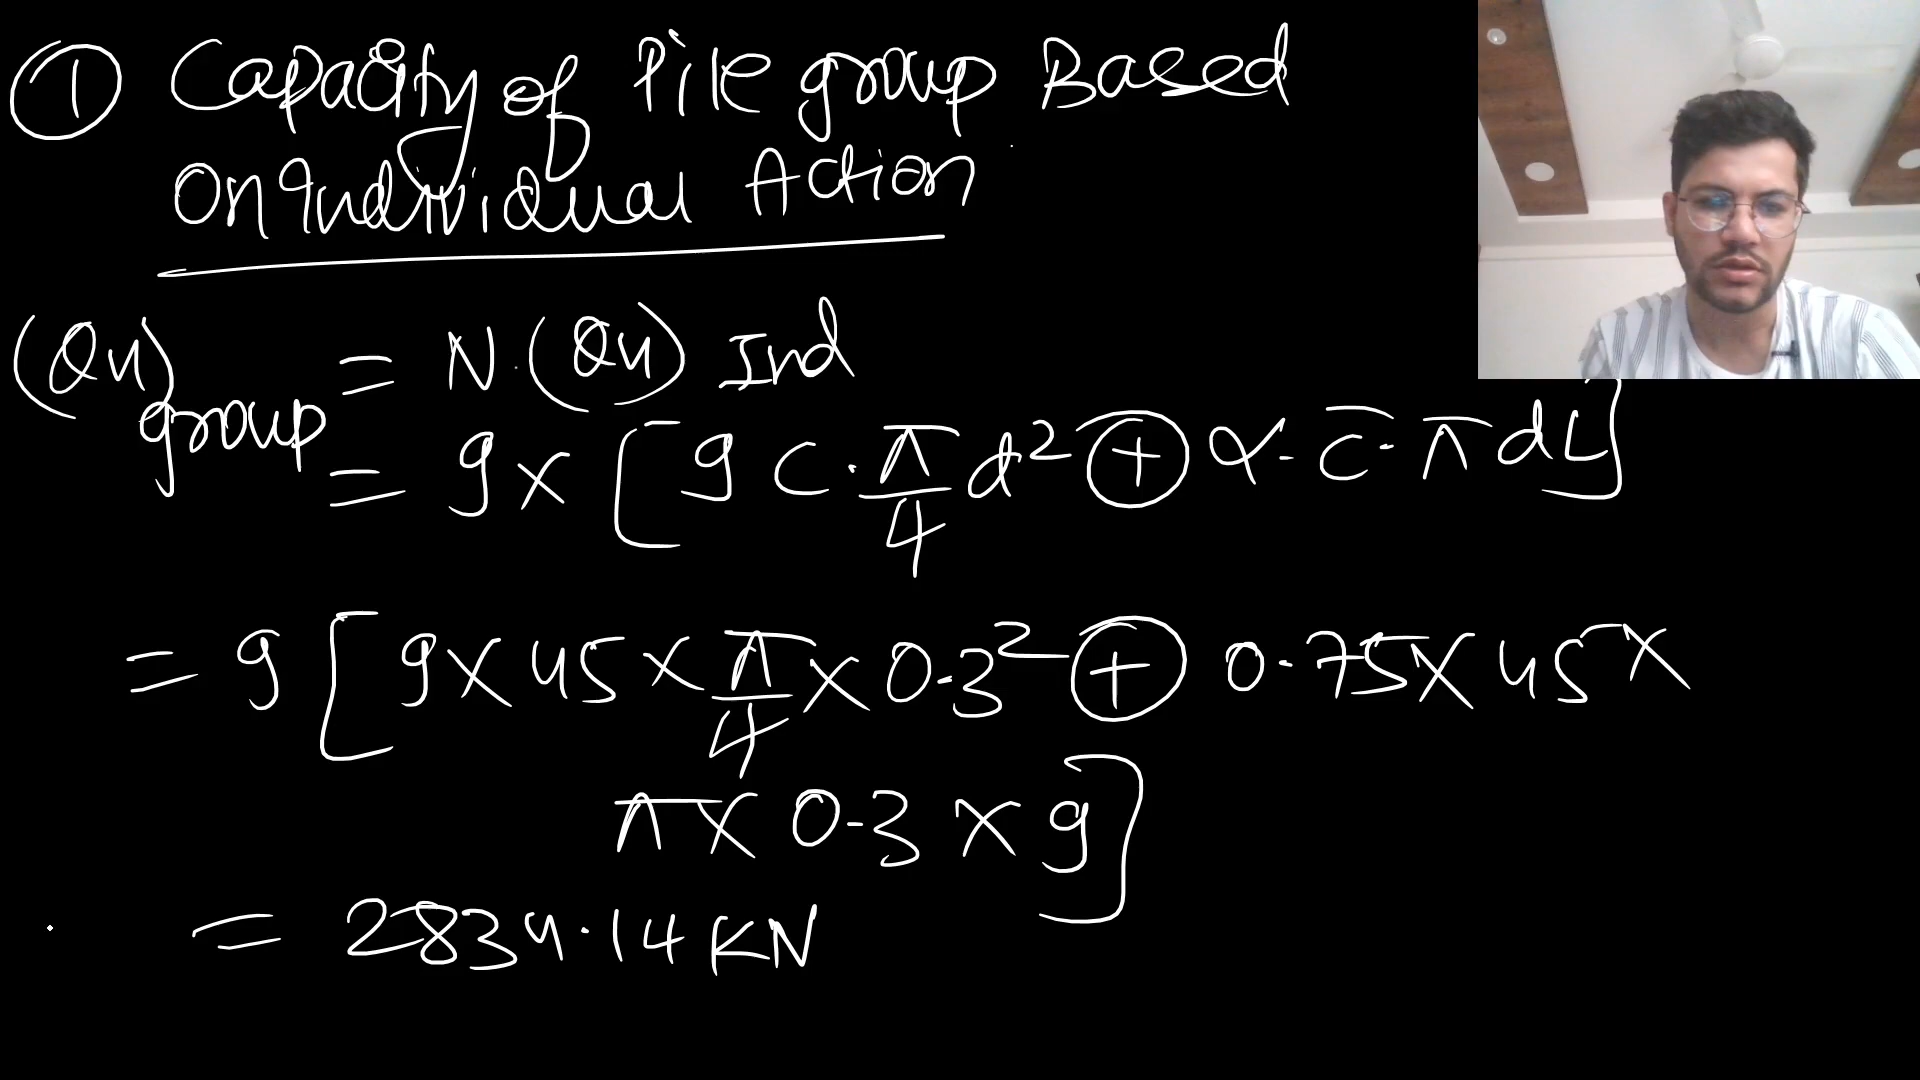 ① Capacity of Pile group Based
On Individual Action
(Qu)group = N.(Qu) Ind
= 9 x [9 c . π/4 d² ⊕ α . c̅ . π d L]
= 9 [9 x 45 x π/4 x 0.3² ⊕ 0.75 x 45 x
π x 0.3 x 9]
= 2834.14 KN